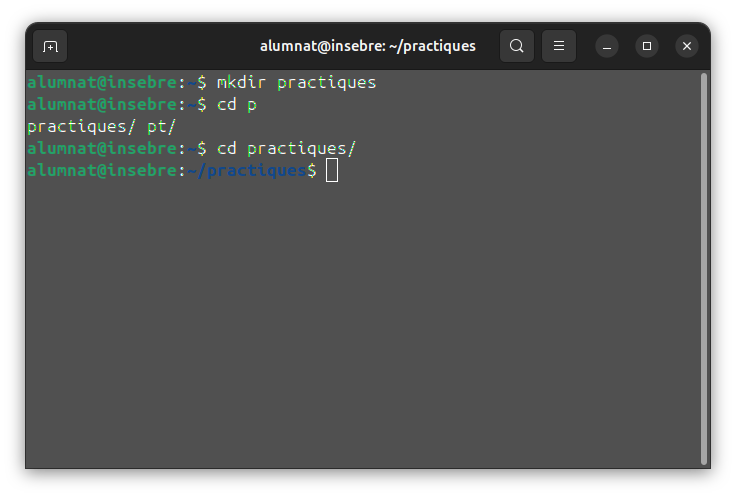 alumnat@insebre: ~/practiques
alumnat@insebre:~$ mkdir practiques
alumnat@insebre:~$ cd p
practiques/ pt/
alumnat@insebre:~$ cd practiques/
alumnat@insebre:~/practiques$